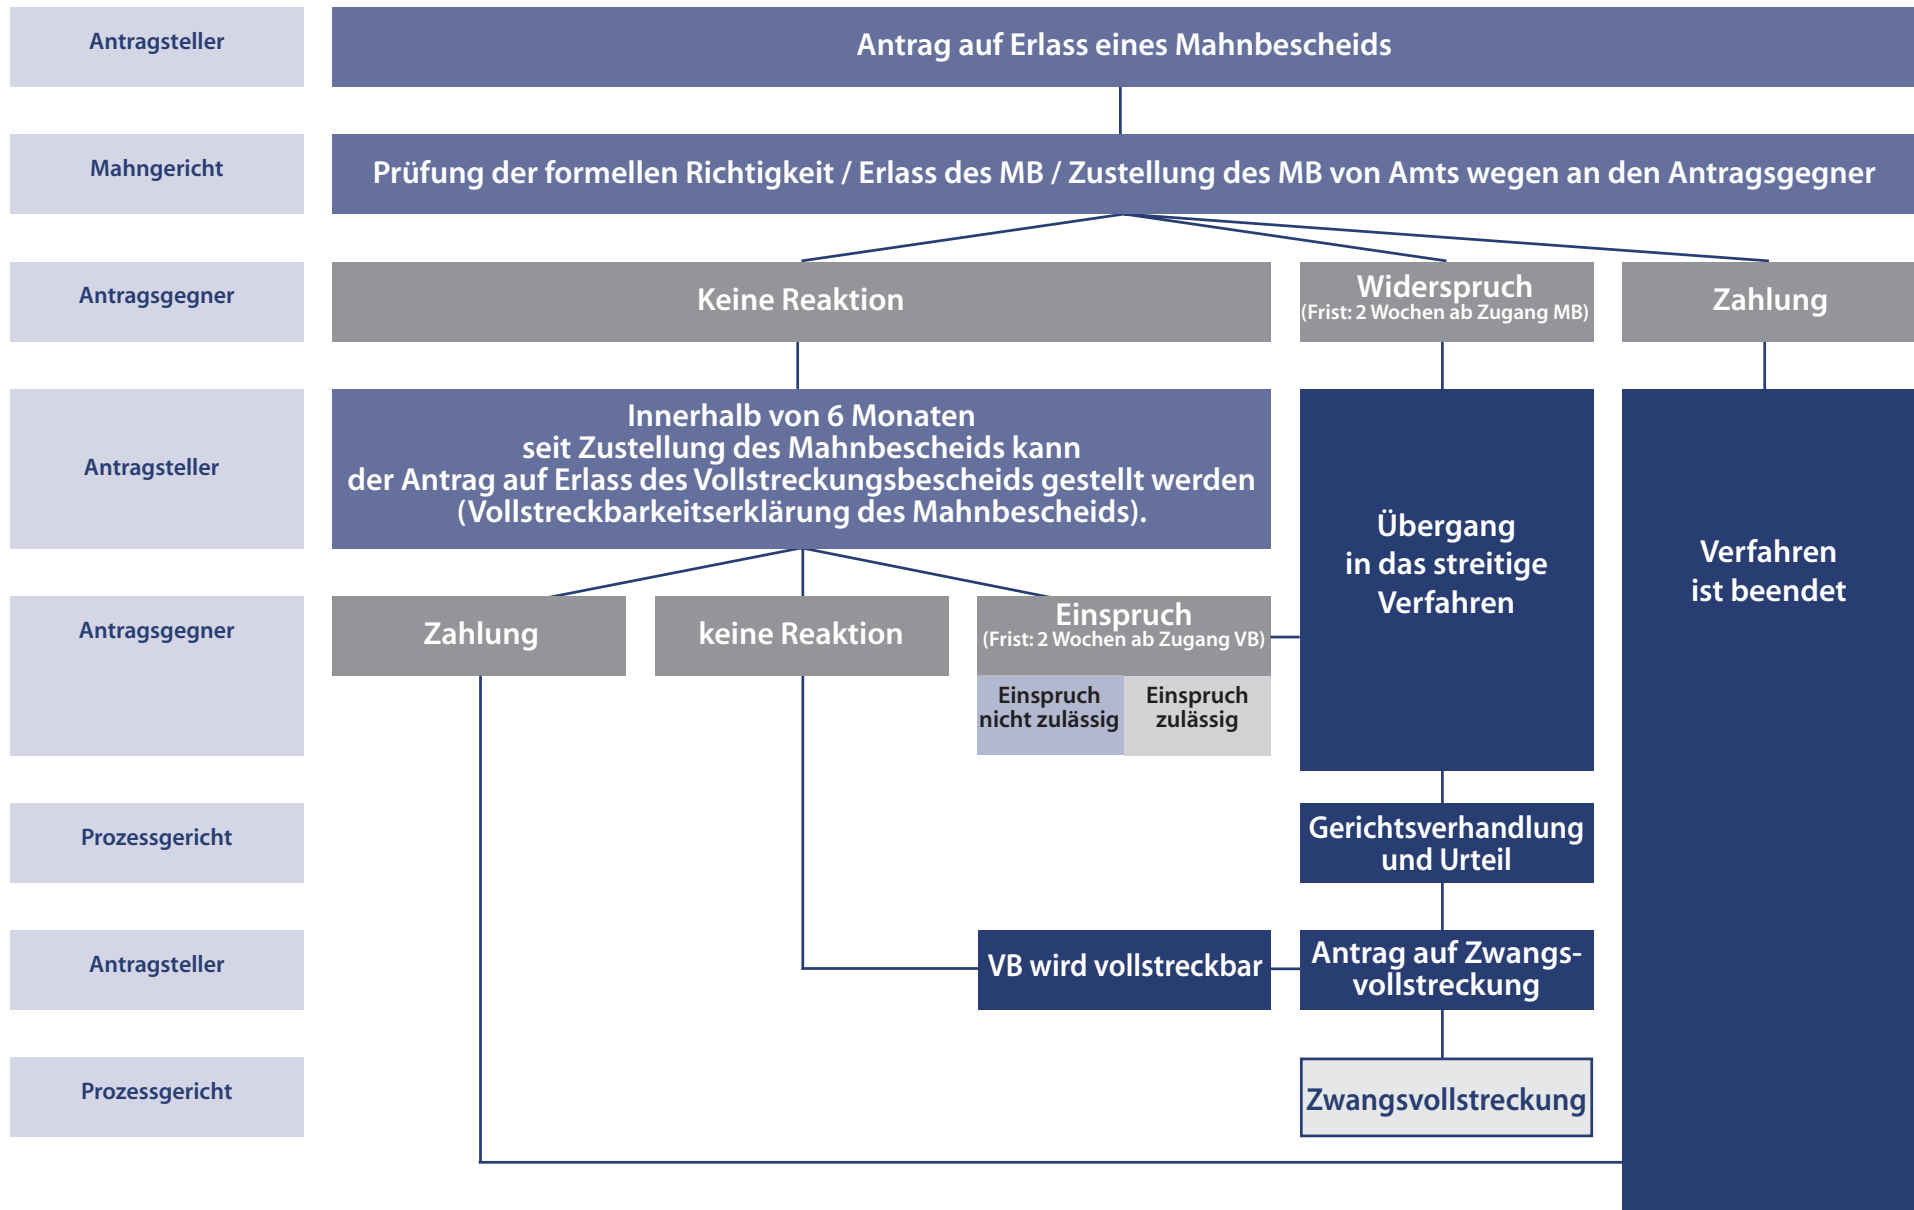 Antragsteller
Antrag auf Erlass eines Mahnbescheids
Mahngericht
Prüfung der formellen Richtigkeit / Erlass des MB / Zustellung des MB von Amts wegen an den Antragsgegner
Antragsgegner
Keine Reaktion
Widerspruch
(Frist: 2 Wochen ab Zugang MB)
Zahlung
Antragsteller
Innerhalb von 6 Monaten
seit Zustellung des Mahnbescheids kann
der Antrag auf Erlass des Vollstreckungsbescheids gestellt werden
(Vollstreckbarkeitserklärung des Mahnbescheids).
Übergang
in das streitige
Verfahren
Verfahren
ist beendet
Antragsgegner
Zahlung
keine Reaktion
Einspruch
(Frist: 2 Wochen ab Zugang VB)
Einspruch
nicht zulässig
Einspruch
zulässig
Prozessgericht
Gerichtsverhandlung
und Urteil
Antragsteller
VB wird vollstreckbar
Antrag auf Zwangs-
vollstreckung
Prozessgericht
Zwangsvollstreckung